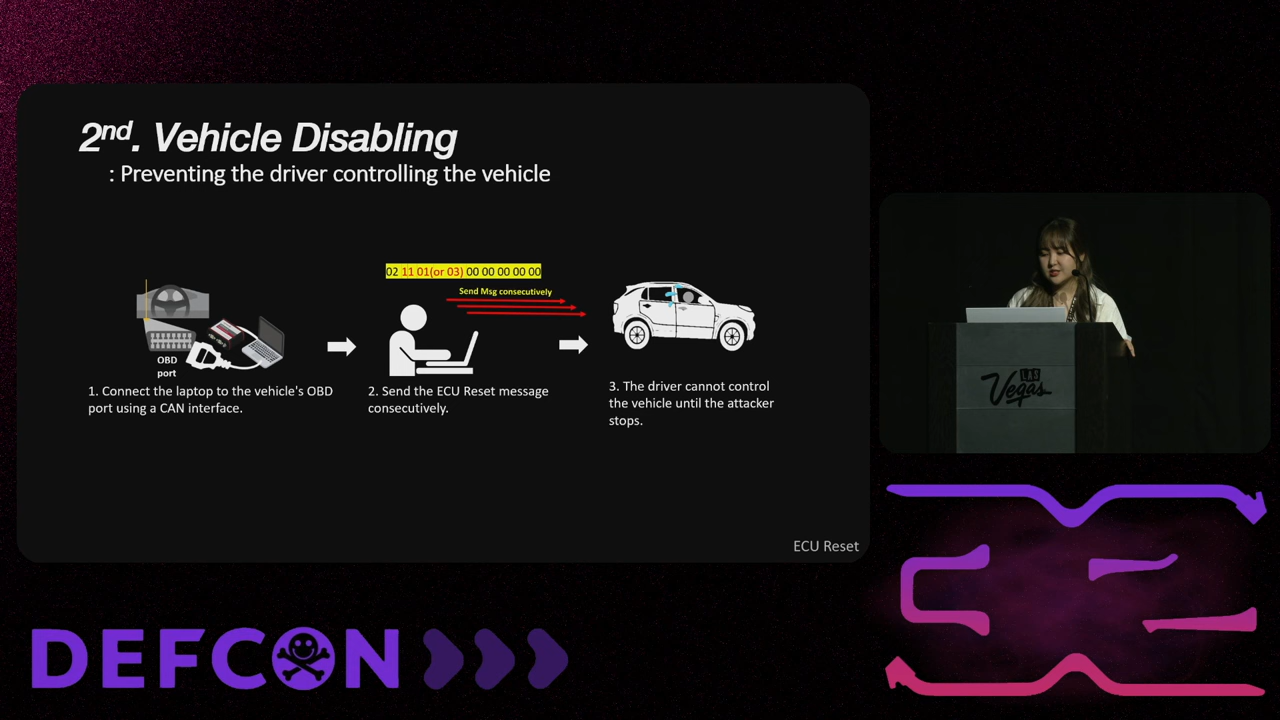 2nd. Vehicle Disabling
: Preventing the driver controlling the vehicle
02 11 01(or 03) 00 00 00 00 00
Send Msg consecutively
OBD
port
1. Connect the laptop to the vehicle's OBD
port using a CAN interface.
2. Send the ECU Reset message
consecutively.
3. The driver cannot control
the vehicle until the attacker
stops.
ECU Reset
LAS
Vegas
DEFCON